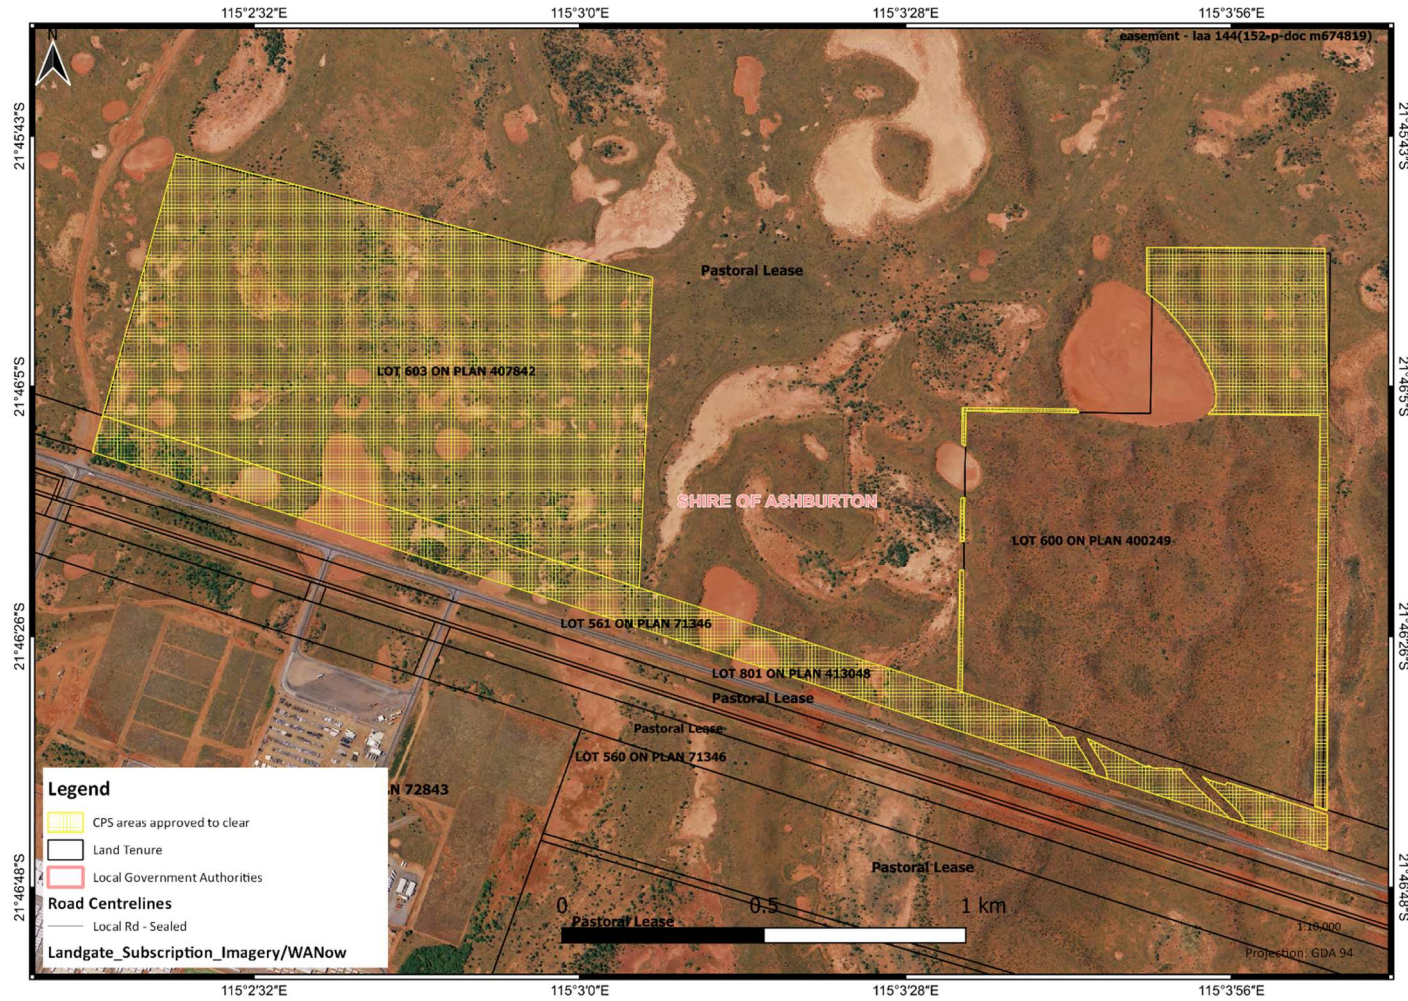 115°2'32"E
115°3'0"E
115°3'28"E
115°3'56"E
N
easement - laa 144(152-p-doc m674819)
21°45'43"S
21°45'43"S
Pastoral Lease
LOT 603 ON PLAN 407842
21°46'5"S
21°46'5"S
SHIRE OF ASHBURTON
LOT 600 ON PLAN 400249
LOT 561 ON PLAN 71346
21°46'26"S
21°46'26"S
LOT 801 ON PLAN 413048
Pastoral Lease
Pastoral Lease
LOT 560 ON PLAN 71346
N 72843
Legend
CPS areas approved to clear
Land Tenure
Local Government Authorities
Road Centrelines
Local Rd - Sealed
Landgate_Subscription_Imagery/WANow
Pastoral Lease
21°46'48"S
21°46'48"S
0 0.5 1 km
Pastoral Lease
1:10,000
Projection: GDA 94
115°2'32"E
115°3'0"E
115°3'28"E
115°3'56"E